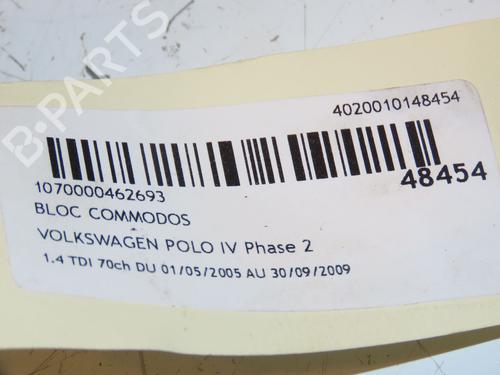 B-PARTS
4020010148454
48454
1070000462693
BLOC COMMODOS
VOLKSWAGEN POLO IV Phase 2
1.4 TDI 70ch DU 01/05/2005 AU 30/09/2009